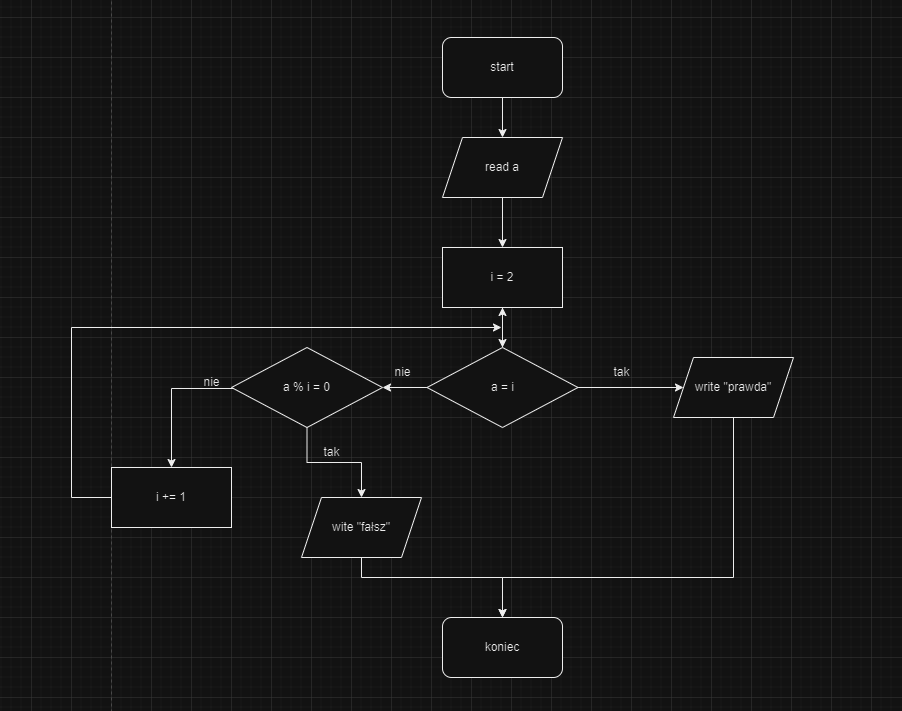 start
read a
i = 2
a = i
tak
write "prawda"
nie
a % i = 0
nie
i += 1
tak
wite "fałsz"
koniec